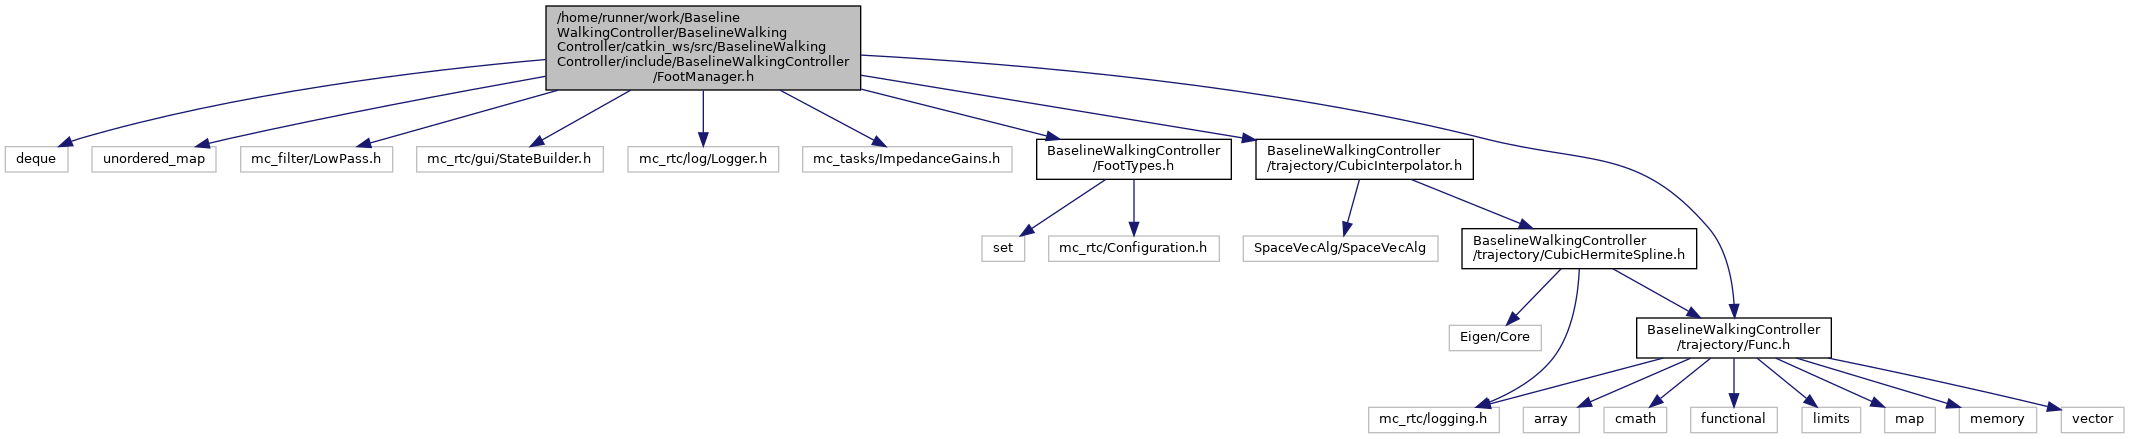 /home/runner/work/Baseline
WalkingController/BaselineWalking
Controller/catkin_ws/src/BaselineWalking
Controller/include/BaselineWalkingController
/FootManager.h
deque
unordered_map
mc_filter/LowPass.h
mc_rtc/gui/StateBuilder.h
mc_rtc/log/Logger.h
mc_tasks/ImpedanceGains.h
BaselineWalkingController
/FootTypes.h
BaselineWalkingController
/trajectory/CubicInterpolator.h
set
mc_rtc/Configuration.h
SpaceVecAlg/SpaceVecAlg
BaselineWalkingController
/trajectory/CubicHermiteSpline.h
Eigen/Core
BaselineWalkingController
/trajectory/Func.h
mc_rtc/logging.h
array
cmath
functional
limits
map
memory
vector